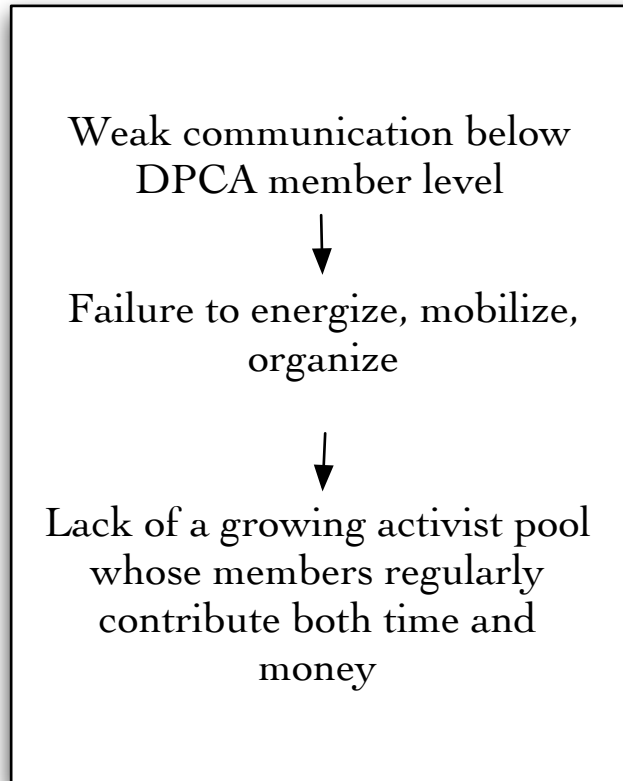 Weak communication below
DPCA member level
Failure to energize, mobilize,
organize
Lack of a growing activist pool
whose members regularly
contribute both time and
money